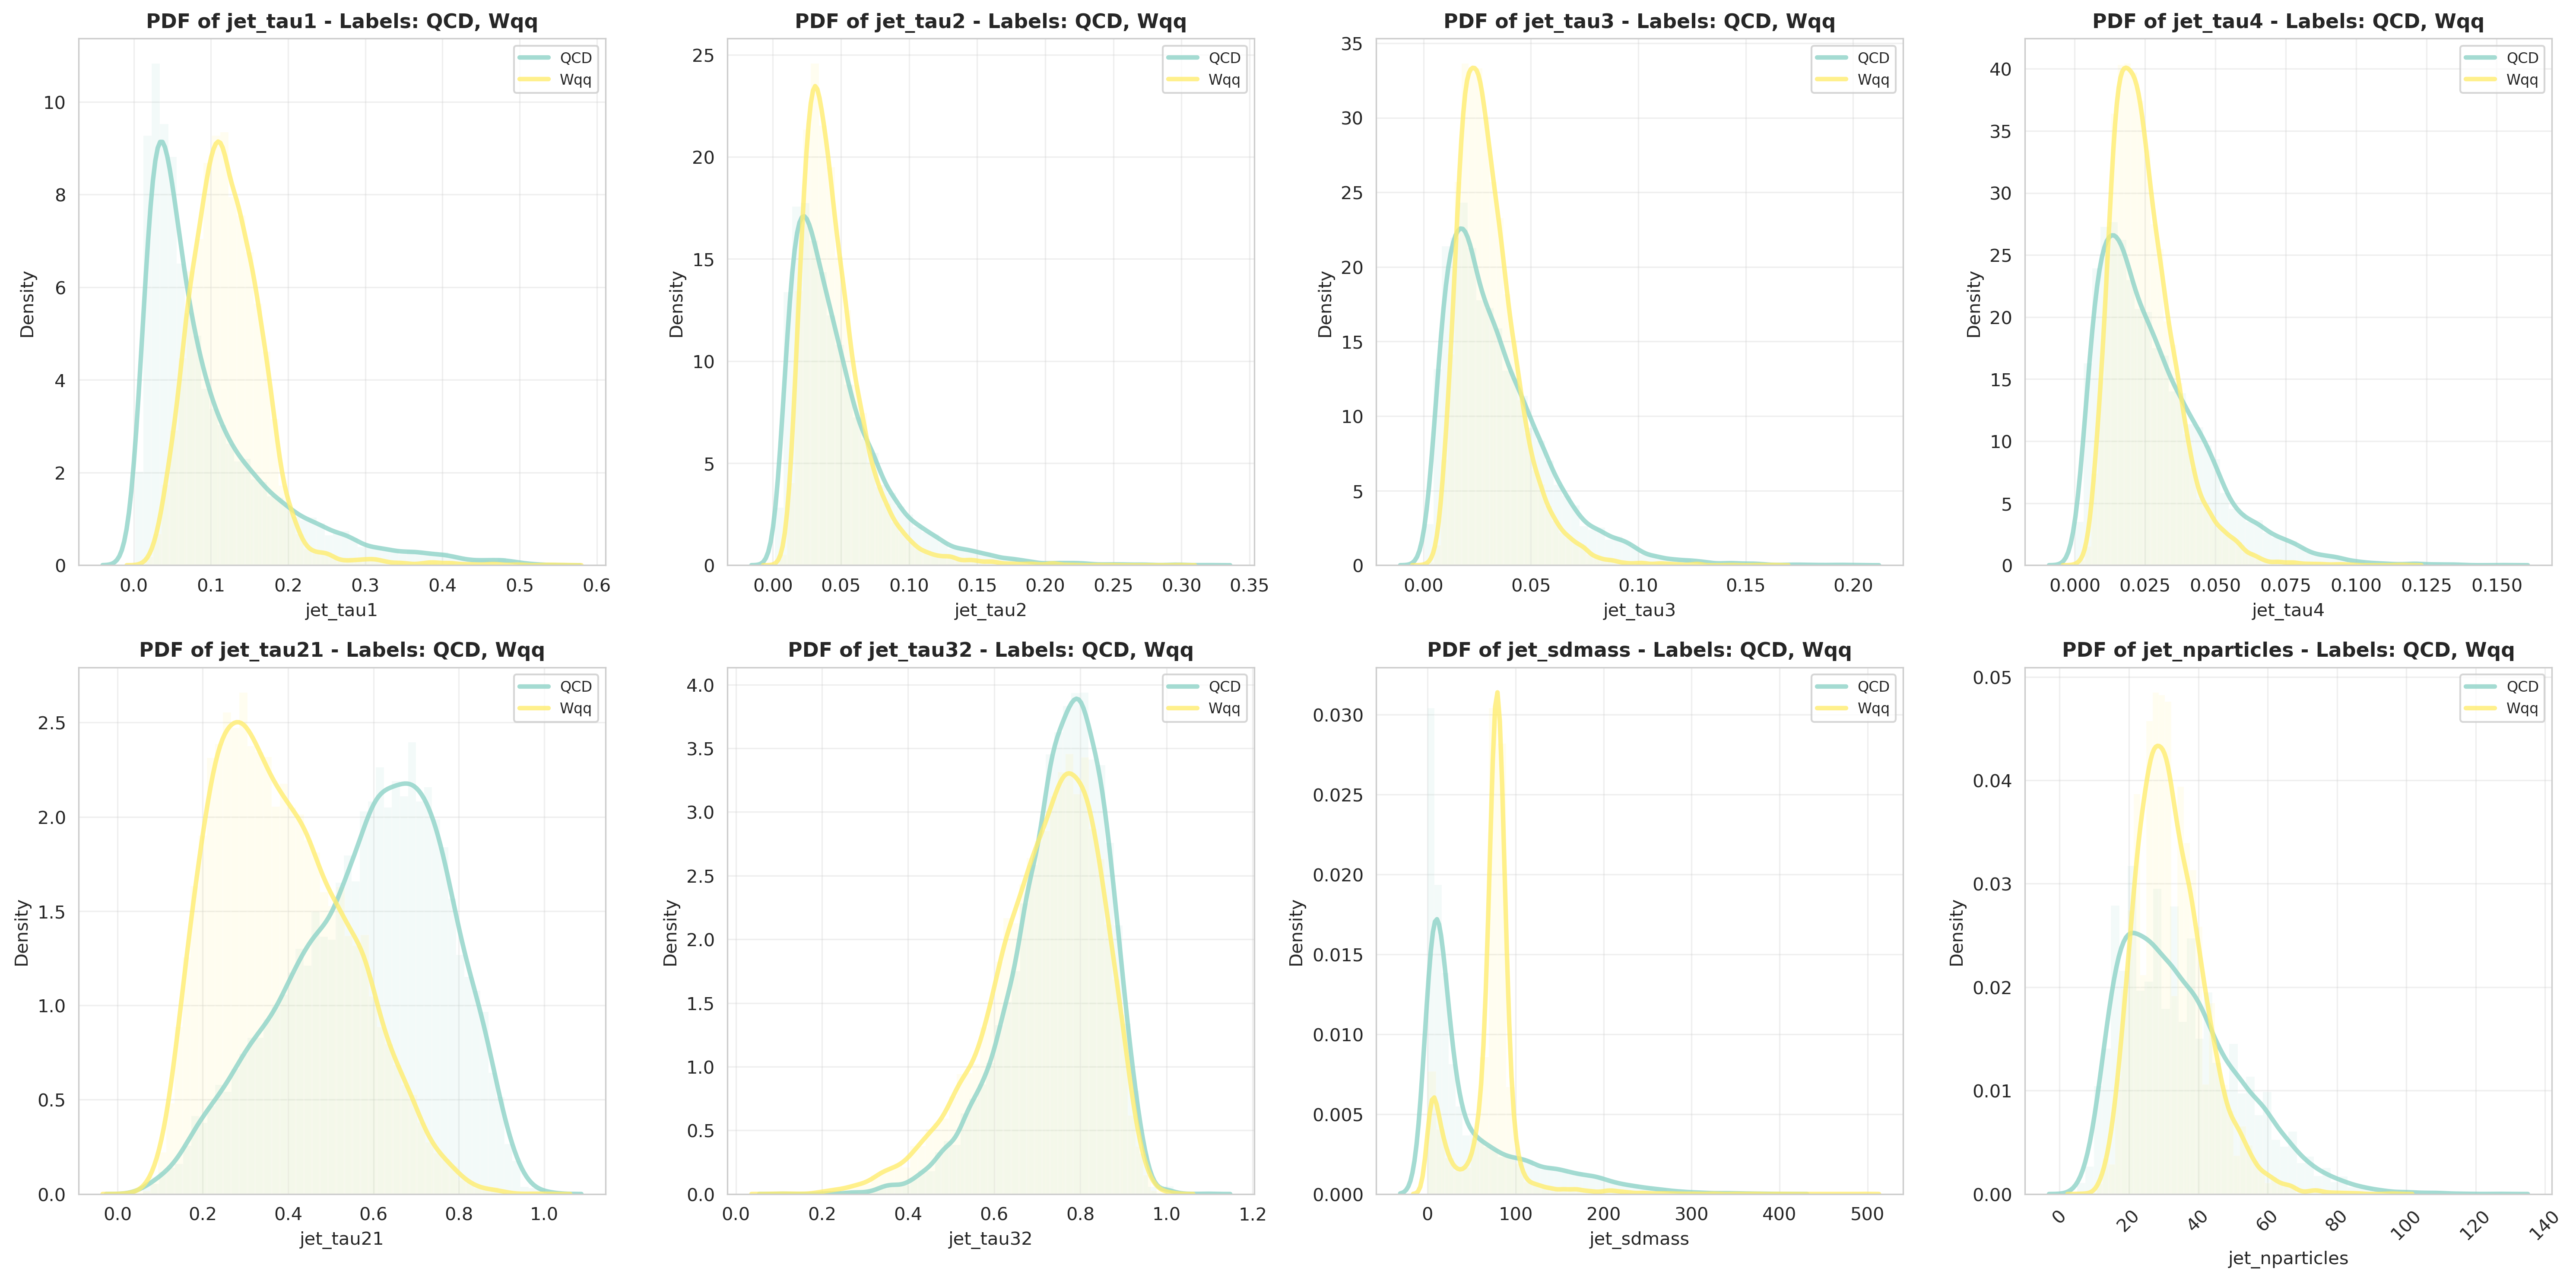 PDF of jet_tau1 - Labels: QCD, Wqq
QCD
Wqq
Density
10
8
6
4
2
0
0.0 0.1 0.2 0.3 0.4 0.5 0.6
jet_tau1
PDF of jet_tau2 - Labels: QCD, Wqq
QCD
Wqq
Density
25
20
15
10
5
0
0.00 0.05 0.10 0.15 0.20 0.25 0.30 0.35
jet_tau2
PDF of jet_tau3 - Labels: QCD, Wqq
QCD
Wqq
Density
35
30
25
20
15
10
5
0
0.00 0.05 0.10 0.15 0.20
jet_tau3
PDF of jet_tau4 - Labels: QCD, Wqq
QCD
Wqq
Density
40
35
30
25
20
15
10
5
0
0.000 0.025 0.050 0.075 0.100 0.125 0.150
jet_tau4
PDF of jet_tau21 - Labels: QCD, Wqq
QCD
Wqq
Density
2.5
2.0
1.5
1.0
0.5
0.0
0.0 0.2 0.4 0.6 0.8 1.0
jet_tau21
PDF of jet_tau32 - Labels: QCD, Wqq
QCD
Wqq
Density
4.0
3.5
3.0
2.5
2.0
1.5
1.0
0.5
0.0
0.0 0.2 0.4 0.6 0.8 1.0 1.2
jet_tau32
PDF of jet_sdmass - Labels: QCD, Wqq
QCD
Wqq
Density
0.030
0.025
0.020
0.015
0.010
0.005
0.000
0 100 200 300 400 500
jet_sdmass
PDF of jet_nparticles - Labels: QCD, Wqq
QCD
Wqq
Density
0.05
0.04
0.03
0.02
0.01
0.00
0 20 40 60 80 100 120 140
jet_nparticles